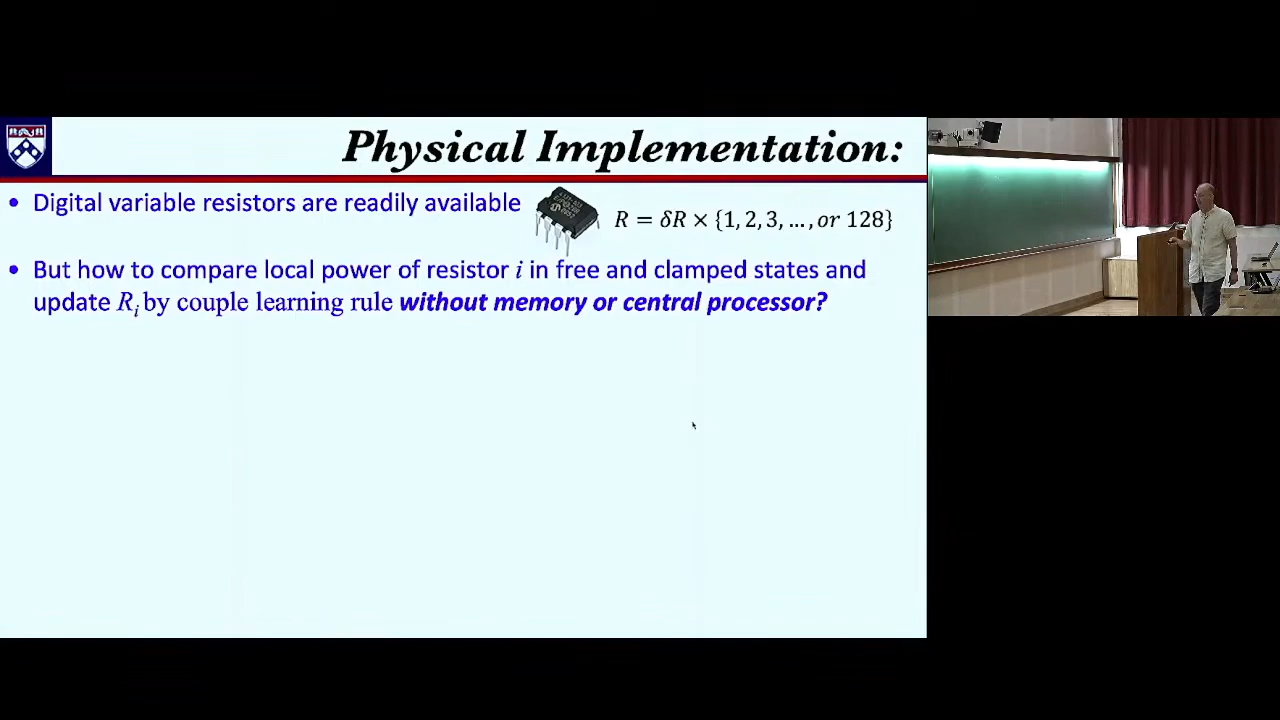 Physical Implementation:
• Digital variable resistors are readily available
R = δR × {1, 2, 3, …, or 128}
• But how to compare local power of resistor i in free and clamped states and
update Rᵢ by couple learning rule without memory or central processor?